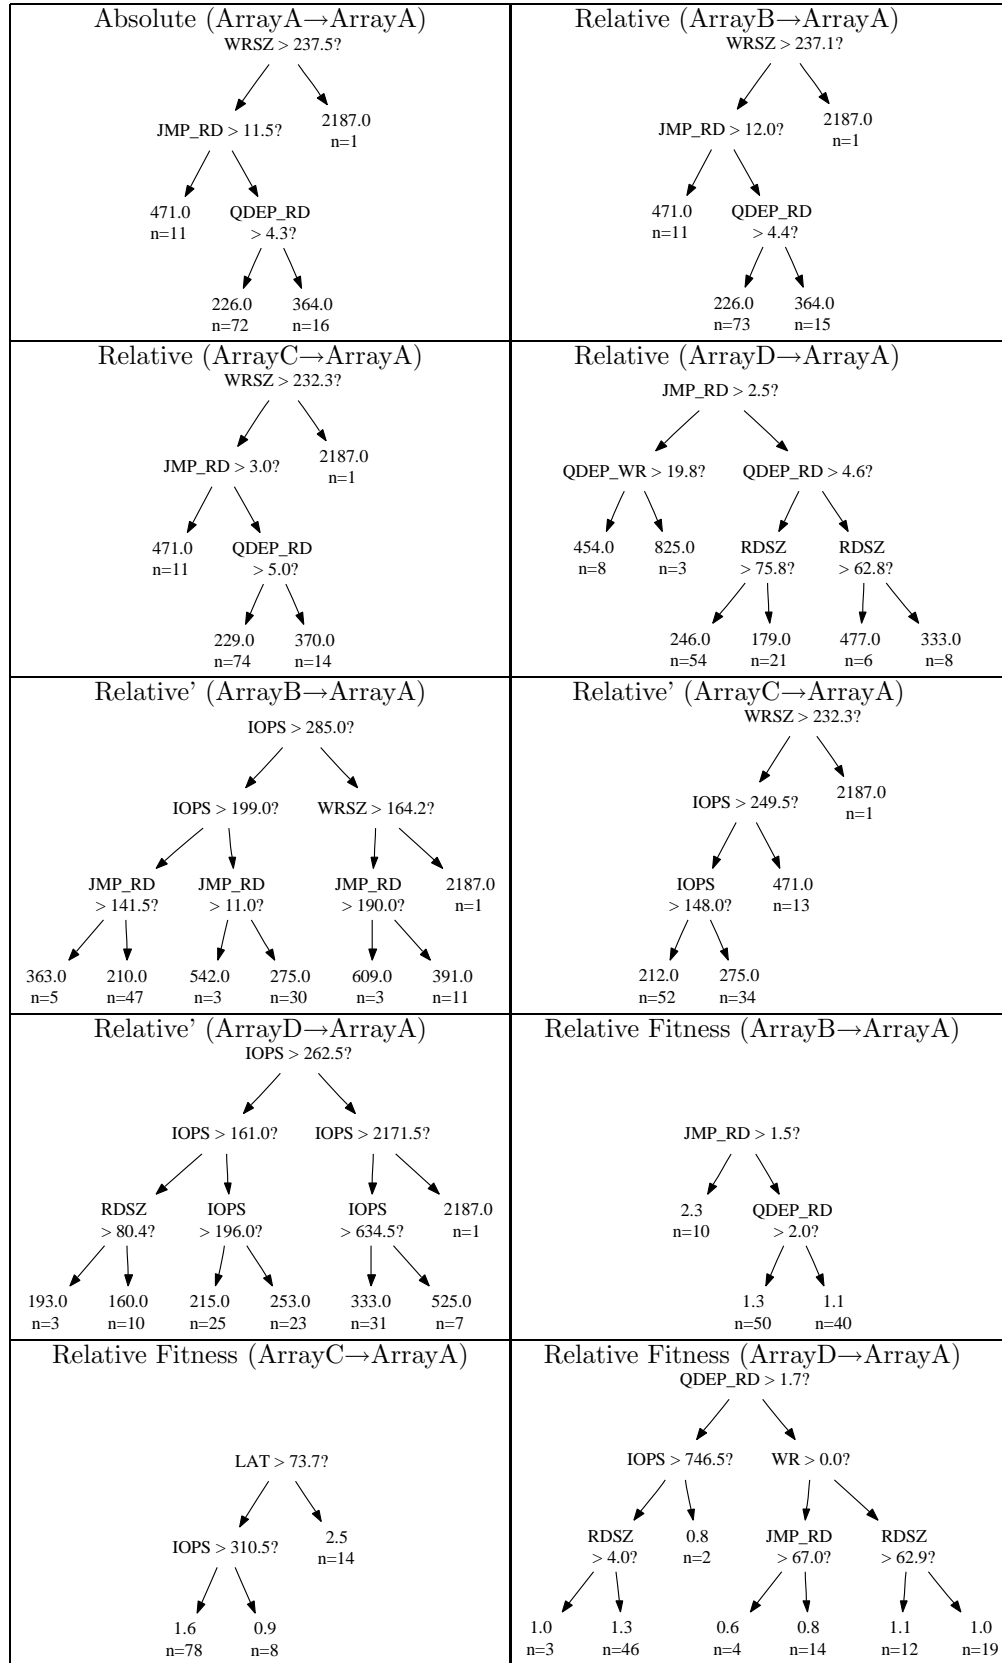 Absolute (ArrayA→ArrayA)
WRSZ > 237.5?
JMP_RD > 11.5?
2187.0
n=1
471.0
n=11
QDEP_RD
> 4.3?
226.0
n=72
364.0
n=16
Relative (ArrayB→ArrayA)
WRSZ > 237.1?
JMP_RD > 12.0?
2187.0
n=1
471.0
n=11
QDEP_RD
> 4.4?
226.0
n=73
364.0
n=15
Relative (ArrayC→ArrayA)
WRSZ > 232.3?
JMP_RD > 3.0?
2187.0
n=1
471.0
n=11
QDEP_RD
> 5.0?
229.0
n=74
370.0
n=14
Relative (ArrayD→ArrayA)
JMP_RD > 2.5?
QDEP_WR > 19.8?
QDEP_RD > 4.6?
454.0
n=8
825.0
n=3
RDSZ
> 75.8?
RDSZ
> 62.8?
246.0
n=54
179.0
n=21
477.0
n=6
333.0
n=8
Relative’ (ArrayB→ArrayA)
IOPS > 285.0?
IOPS > 199.0?
WRSZ > 164.2?
JMP_RD
> 141.5?
JMP_RD
> 11.0?
JMP_RD
> 190.0?
2187.0
n=1
363.0
n=5
210.0
n=47
542.0
n=3
275.0
n=30
609.0
n=3
391.0
n=11
Relative’ (ArrayC→ArrayA)
WRSZ > 232.3?
IOPS > 249.5?
2187.0
n=1
IOPS
> 148.0?
471.0
n=13
212.0
n=52
275.0
n=34
Relative’ (ArrayD→ArrayA)
IOPS > 262.5?
IOPS > 161.0?
IOPS > 2171.5?
RDSZ
> 80.4?
IOPS
> 196.0?
IOPS
> 634.5?
2187.0
n=1
193.0
n=3
160.0
n=10
215.0
n=25
253.0
n=23
333.0
n=31
525.0
n=7
Relative Fitness (ArrayB→ArrayA)
JMP_RD > 1.5?
2.3
n=10
QDEP_RD
> 2.0?
1.3
n=50
1.1
n=40
Relative Fitness (ArrayC→ArrayA)
LAT > 73.7?
IOPS > 310.5?
2.5
n=14
1.6
n=78
0.9
n=8
Relative Fitness (ArrayD→ArrayA)
QDEP_RD > 1.7?
IOPS > 746.5?
WR > 0.0?
RDSZ
> 4.0?
0.8
n=2
JMP_RD
> 67.0?
RDSZ
> 62.9?
1.0
n=3
1.3
n=46
0.6
n=4
0.8
n=14
1.1
n=12
1.0
n=19